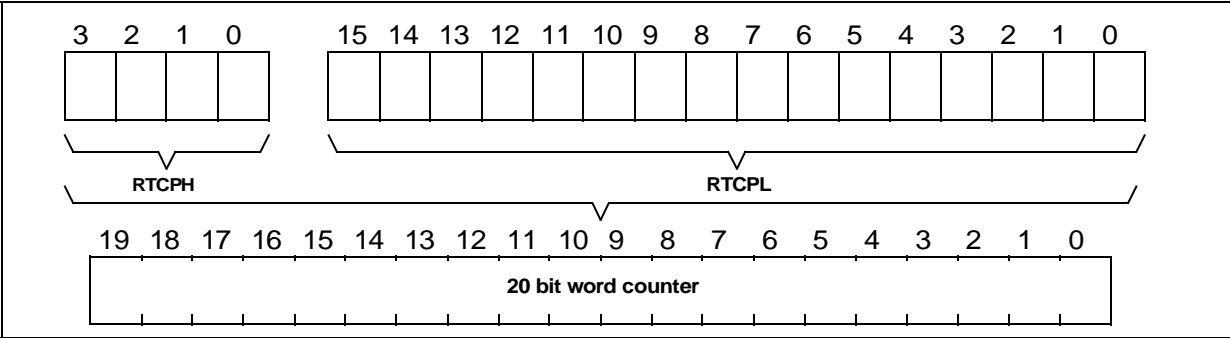 3 2 1 0 15 14 13 12 11 10 9 8 7 6 5 4 3 2 1 0
RTCPH RTCPL
19 18 17 16 15 14 13 12 11 10 9 8 7 6 5 4 3 2 1 0
20 bit word counter